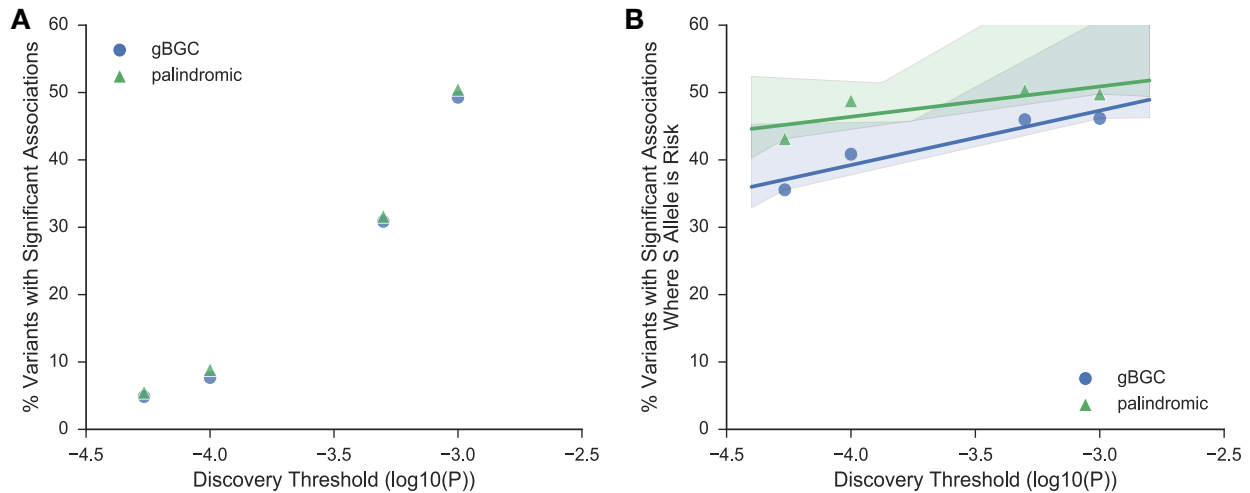 A
60
50
40
30
20
10
0
% Variants with Significant Associations
gBGC
palindromic
−4.5
−4.0
−3.5
−3.0
−2.5
Discovery Threshold (log10(P))
B
60
50
40
30
20
10
0
% Variants with Significant Associations
Where S Allele is Risk
gBGC
palindromic
−4.5
−4.0
−3.5
−3.0
−2.5
Discovery Threshold (log10(P))